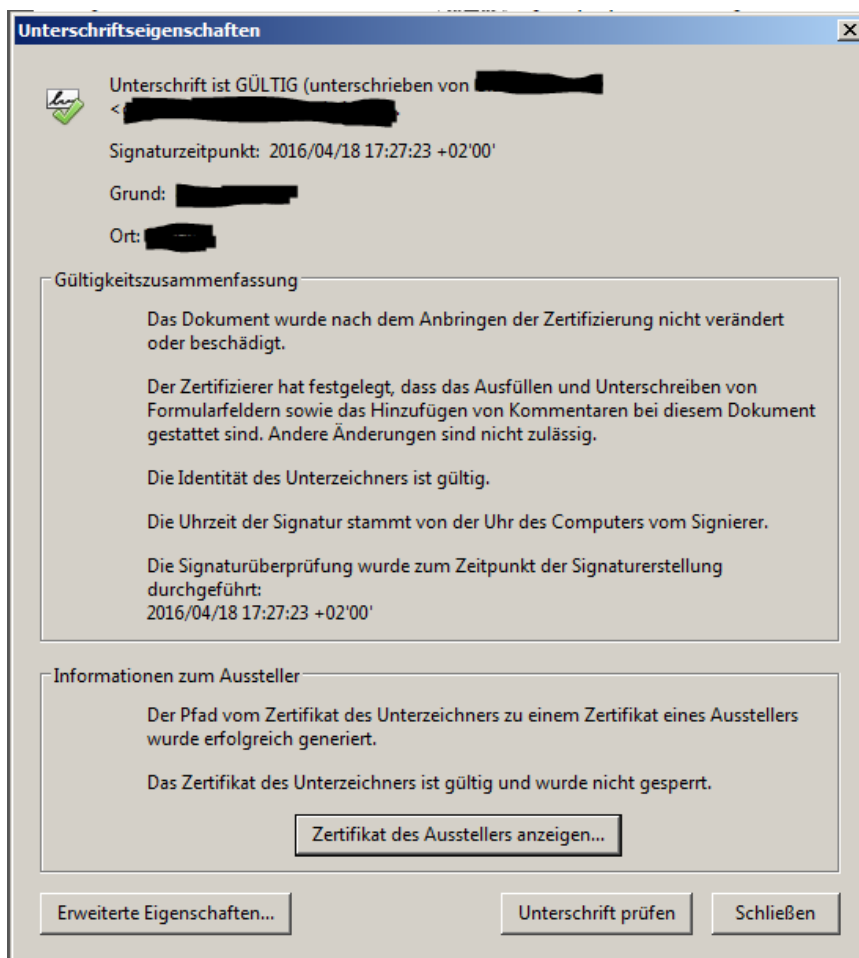 Unterschriftseigenschaften
Unterschrift ist GÜLTIG (unterschrieben von
<
Signaturzeitpunkt: 2016/04/18 17:27:23 +02'00'
Grund:
Ort:
Gültigkeitszusammenfassung
Das Dokument wurde nach dem Anbringen der Zertifizierung nicht verändert
oder beschädigt.
Der Zertifizierer hat festgelegt, dass das Ausfüllen und Unterschreiben von
Formularfeldern sowie das Hinzufügen von Kommentaren bei diesem Dokument
gestattet sind. Andere Änderungen sind nicht zulässig.
Die Identität des Unterzeichners ist gültig.
Die Uhrzeit der Signatur stammt von der Uhr des Computers vom Signierer.
Die Signaturüberprüfung wurde zum Zeitpunkt der Signaturerstellung
durchgeführt:
2016/04/18 17:27:23 +02'00'
Informationen zum Aussteller
Der Pfad vom Zertifikat des Unterzeichners zu einem Zertifikat eines Ausstellers
wurde erfolgreich generiert.
Das Zertifikat des Unterzeichners ist gültig und wurde nicht gesperrt.
Zertifikat des Ausstellers anzeigen...
Erweiterte Eigenschaften...
Unterschrift prüfen
Schließen